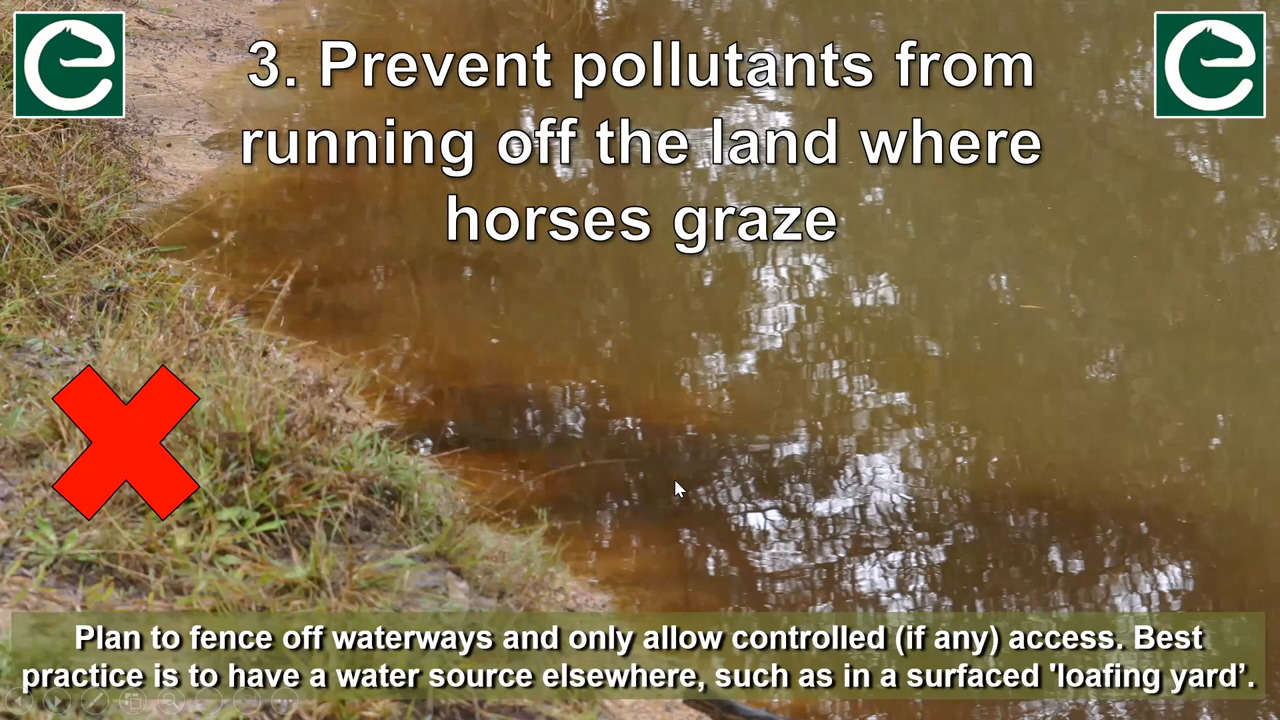 3. Prevent pollutants from
running off the land where
horses graze
Plan to fence off waterways and only allow controlled (if any) access. Best
practice is to have a water source elsewhere, such as in a surfaced 'loafing yard’.